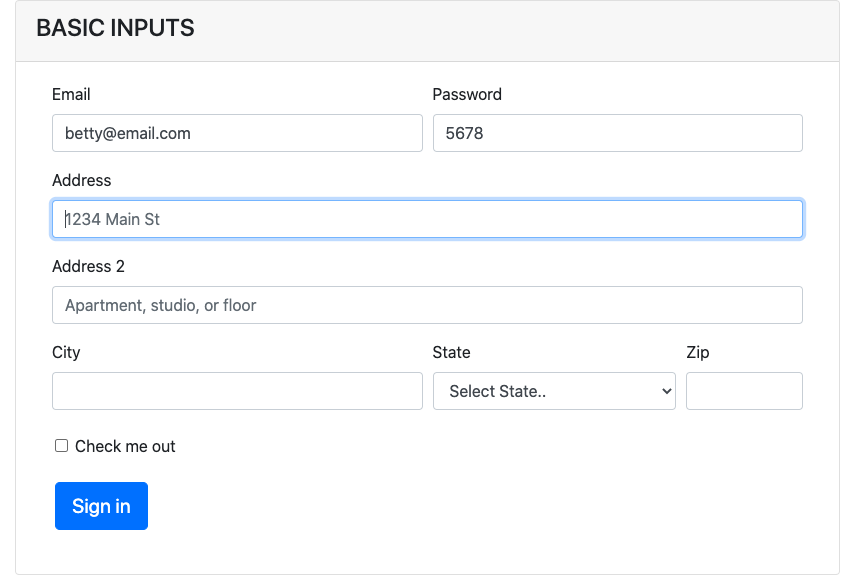 BASIC INPUTS
Email Password
betty@email.com 5678
Address
1234 Main St
Address 2
Apartment, studio, or floor
City State Zip
Select State..
Check me out
Sign in